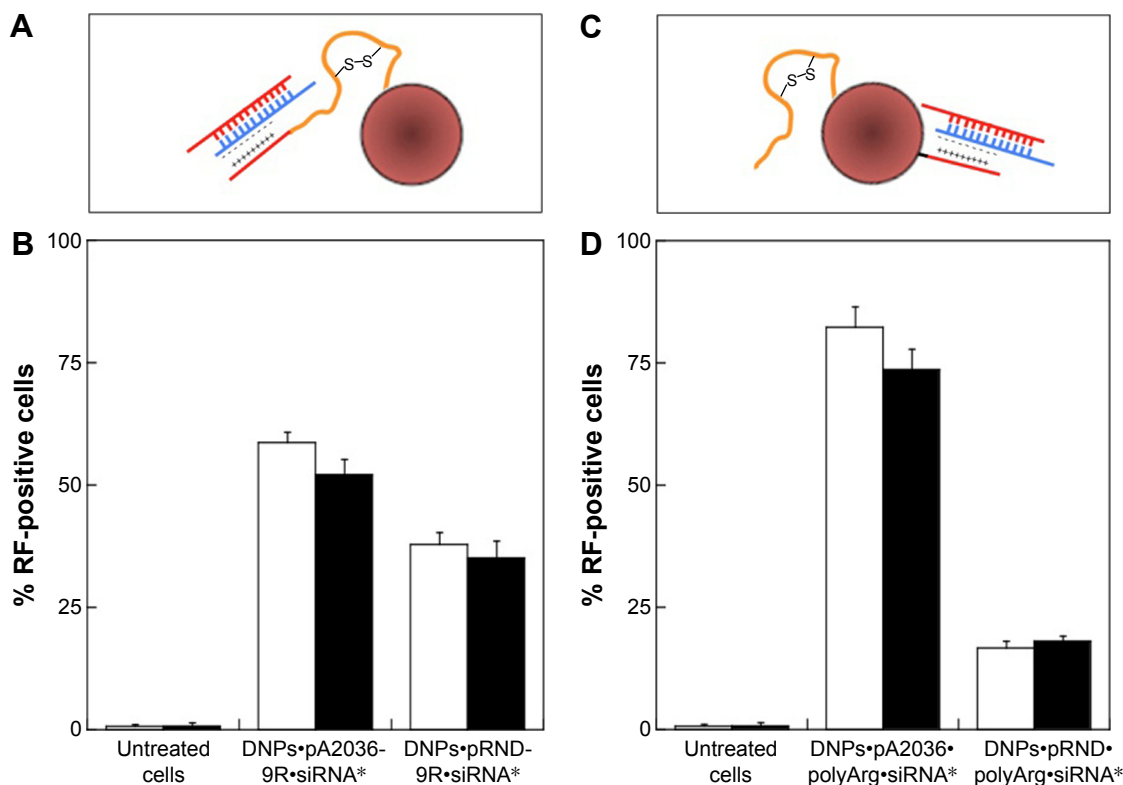 A
S–S
B
% RF-positive cells
100
75
50
25
0
Untreated
cells
DNPs•pA2036-
9R•siRNA*
DNPs•pRND-
9R•siRNA*
C
S–S
D
% RF-positive cells
100
75
50
25
0
Untreated
cells
DNPs•pA2036•
polyArg•siRNA*
DNPs•pRND•
polyArg•siRNA*